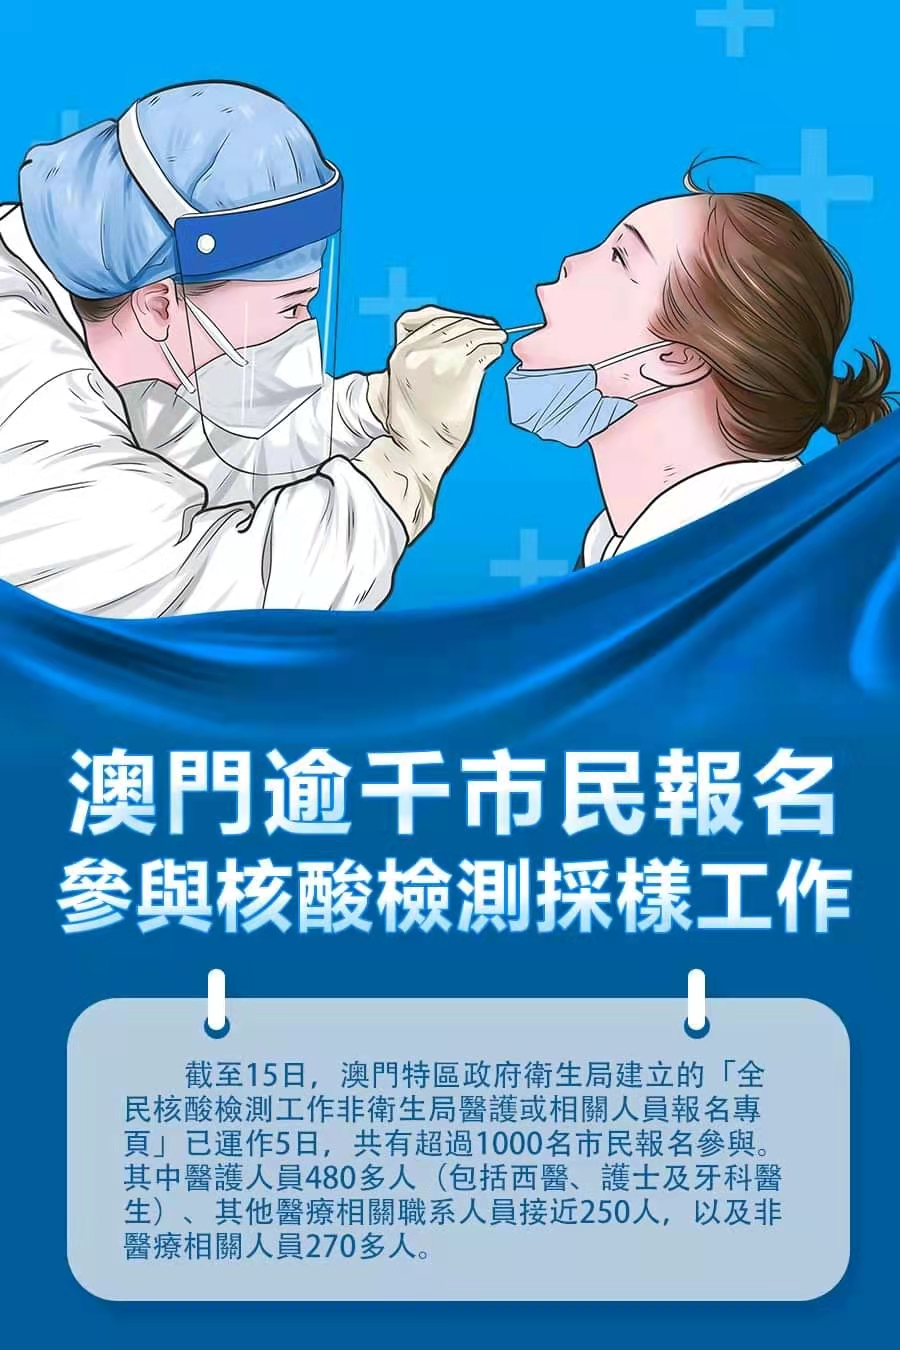 澳門逾千市民報名
參與核酸檢測採樣工作
截至15日，澳門特區政府衛生局建立的「全
民核酸檢測工作非衛生局醫護或相關人員報名專
頁」已運作5日，共有超過1000名市民報名參與。
其中醫護人員480多人（包括西醫、護士及牙科醫
生）、其他醫療相關職系人員接近250人，以及非
醫療相關人員270多人。